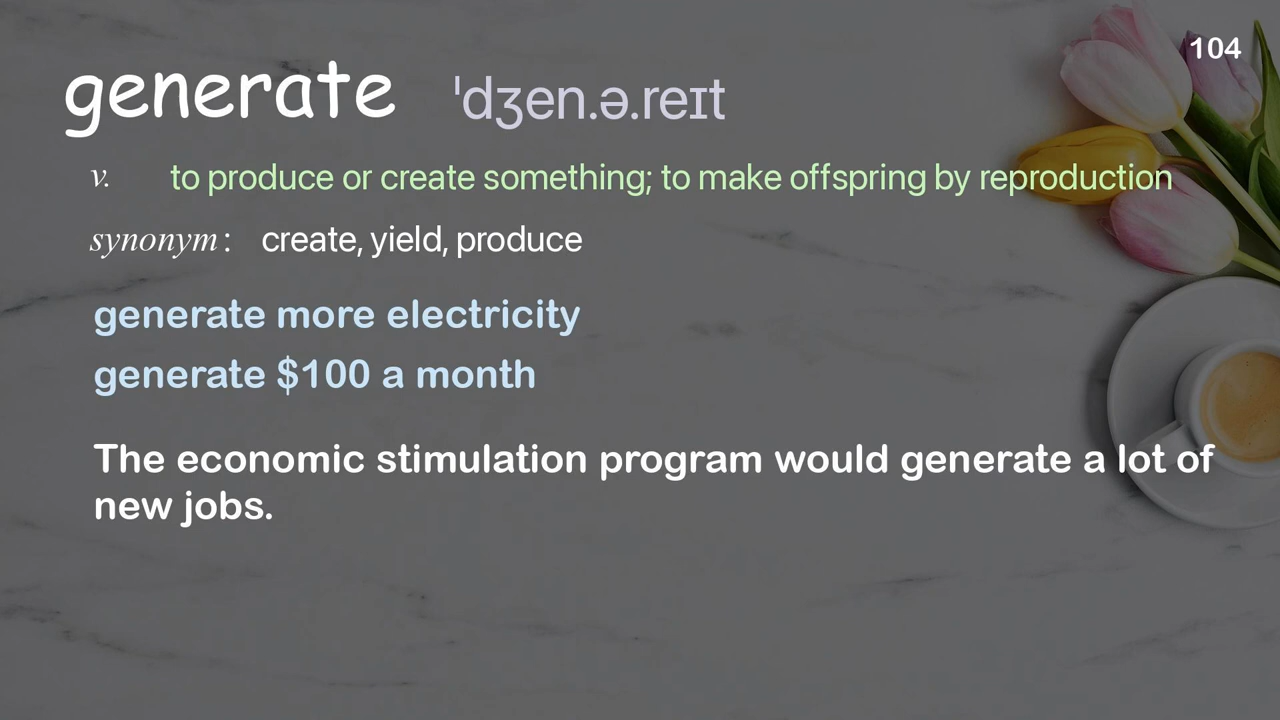 104
generate ˈdʒen.ə.reɪt
v. to produce or create something; to make offspring by reproduction
synonym: create, yield, produce
generate more electricity
generate $100 a month
The economic stimulation program would generate a lot of
new jobs.